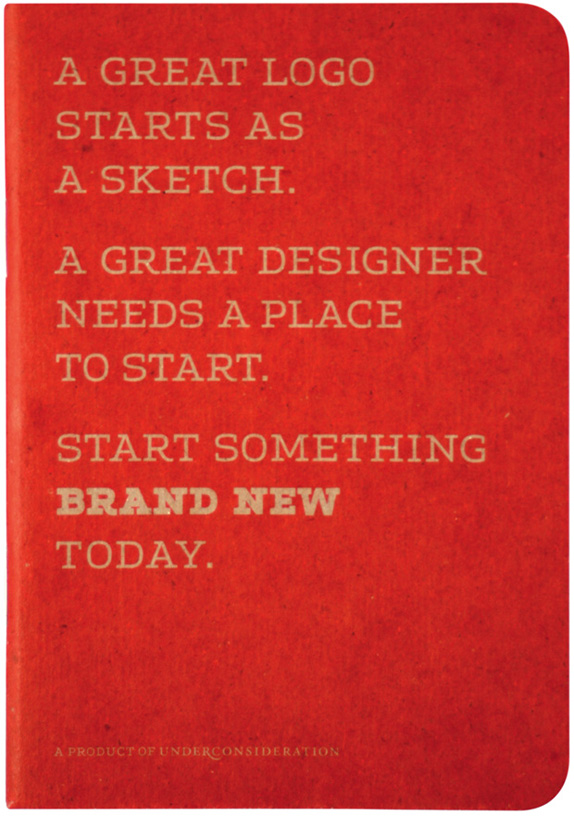 A GREAT LOGO
STARTS AS
A SKETCH.
A GREAT DESIGNER
NEEDS A PLACE
TO START.
START SOMETHING
BRAND NEW
TODAY.
A PRODUCT OF UNDERCONSIDERATION